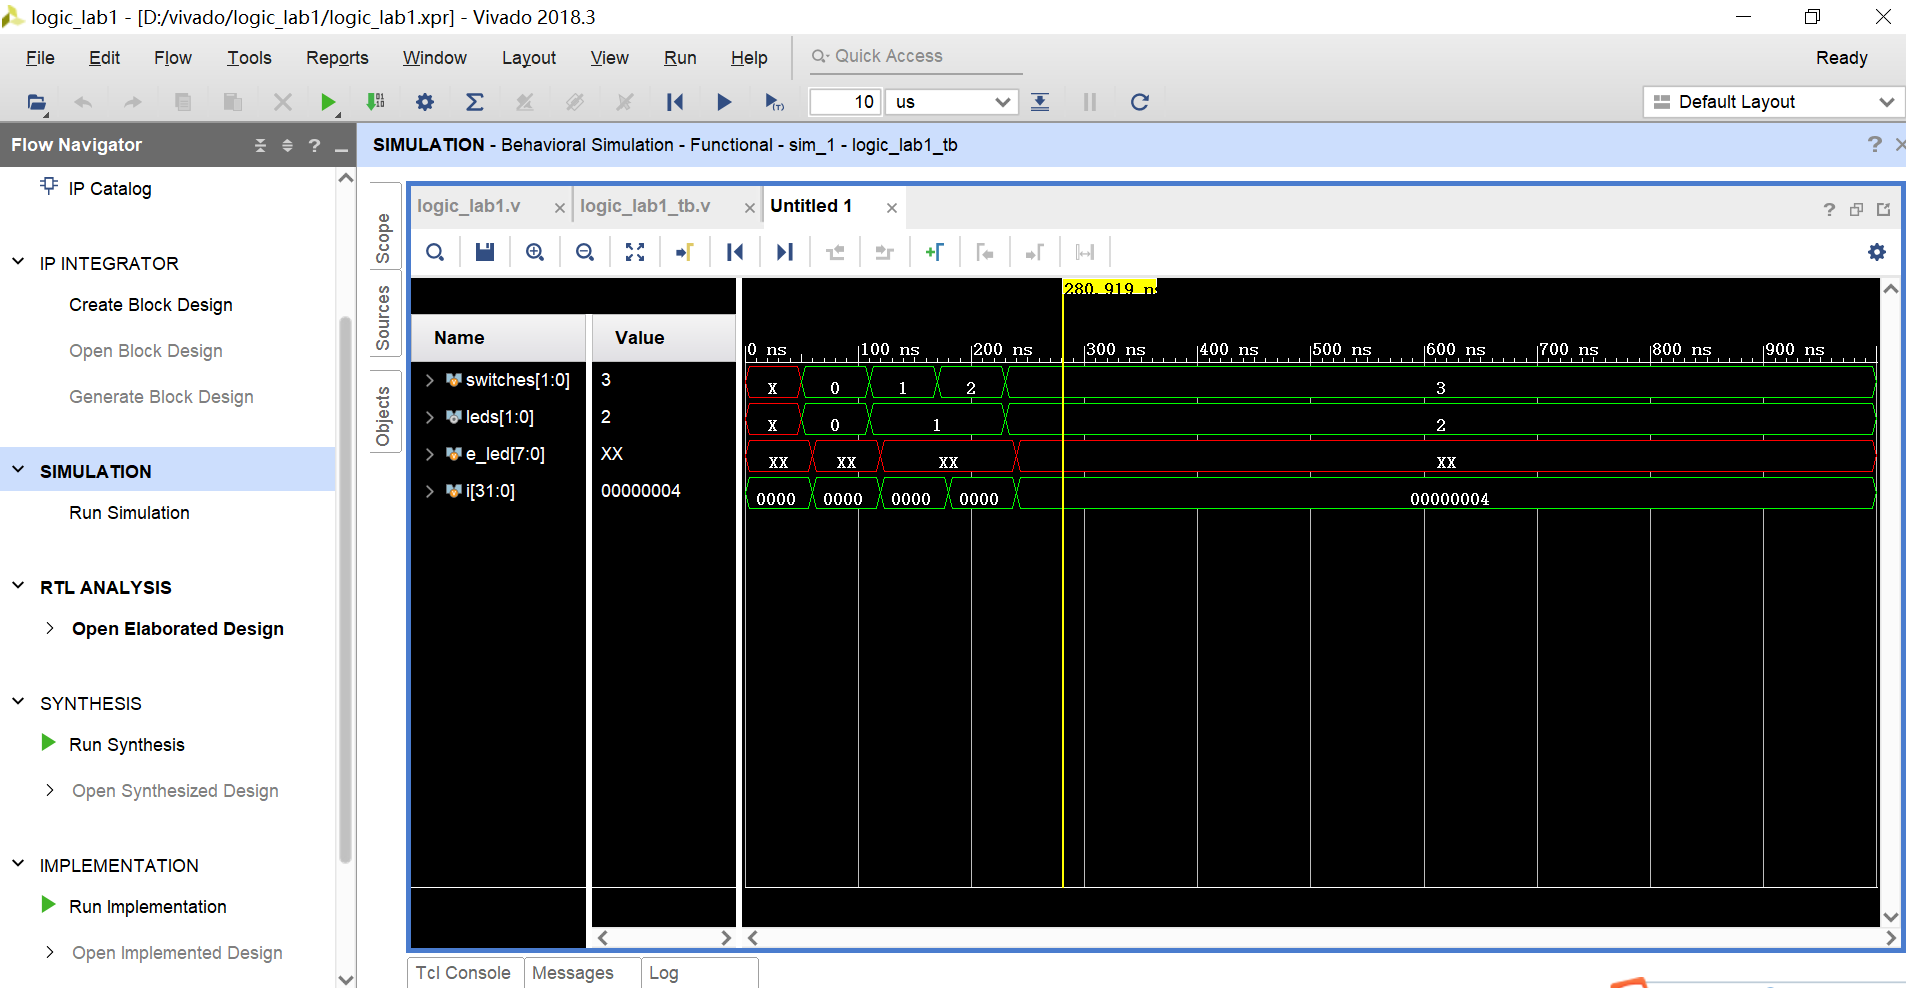 logic_lab1 - [D:/vivado/logic_lab1/logic_lab1.xpr] - Vivado 2018.3
File Edit Flow Tools Reports Window Layout View Run Help Quick Access Ready
10 us Default Layout
Flow Navigator ? SIMULATION - Behavioral Simulation - Functional - sim_1 - logic_lab1_tb ?
IP Catalog
IP INTEGRATOR
Create Block Design
Open Block Design
Generate Block Design
SIMULATION
Run Simulation
RTL ANALYSIS
Open Elaborated Design
SYNTHESIS
Run Synthesis
Open Synthesized Design
IMPLEMENTATION
Run Implementation
Open Implemented Design
Scope
Sources
Objects
logic_lab1.v logic_lab1_tb.v Untitled 1 ?
280.919 ns
Name Value 0 ns 100 ns 200 ns 300 ns 400 ns 500 ns 600 ns 700 ns 800 ns 900 ns
switches[1:0] 3 X 0 1 2 3
leds[1:0] 2 X 0 1 2
e_led[7:0] XX XX XX XX XX
i[31:0] 00000004 0000 0000 0000 0000 00000004
Tcl Console Messages Log